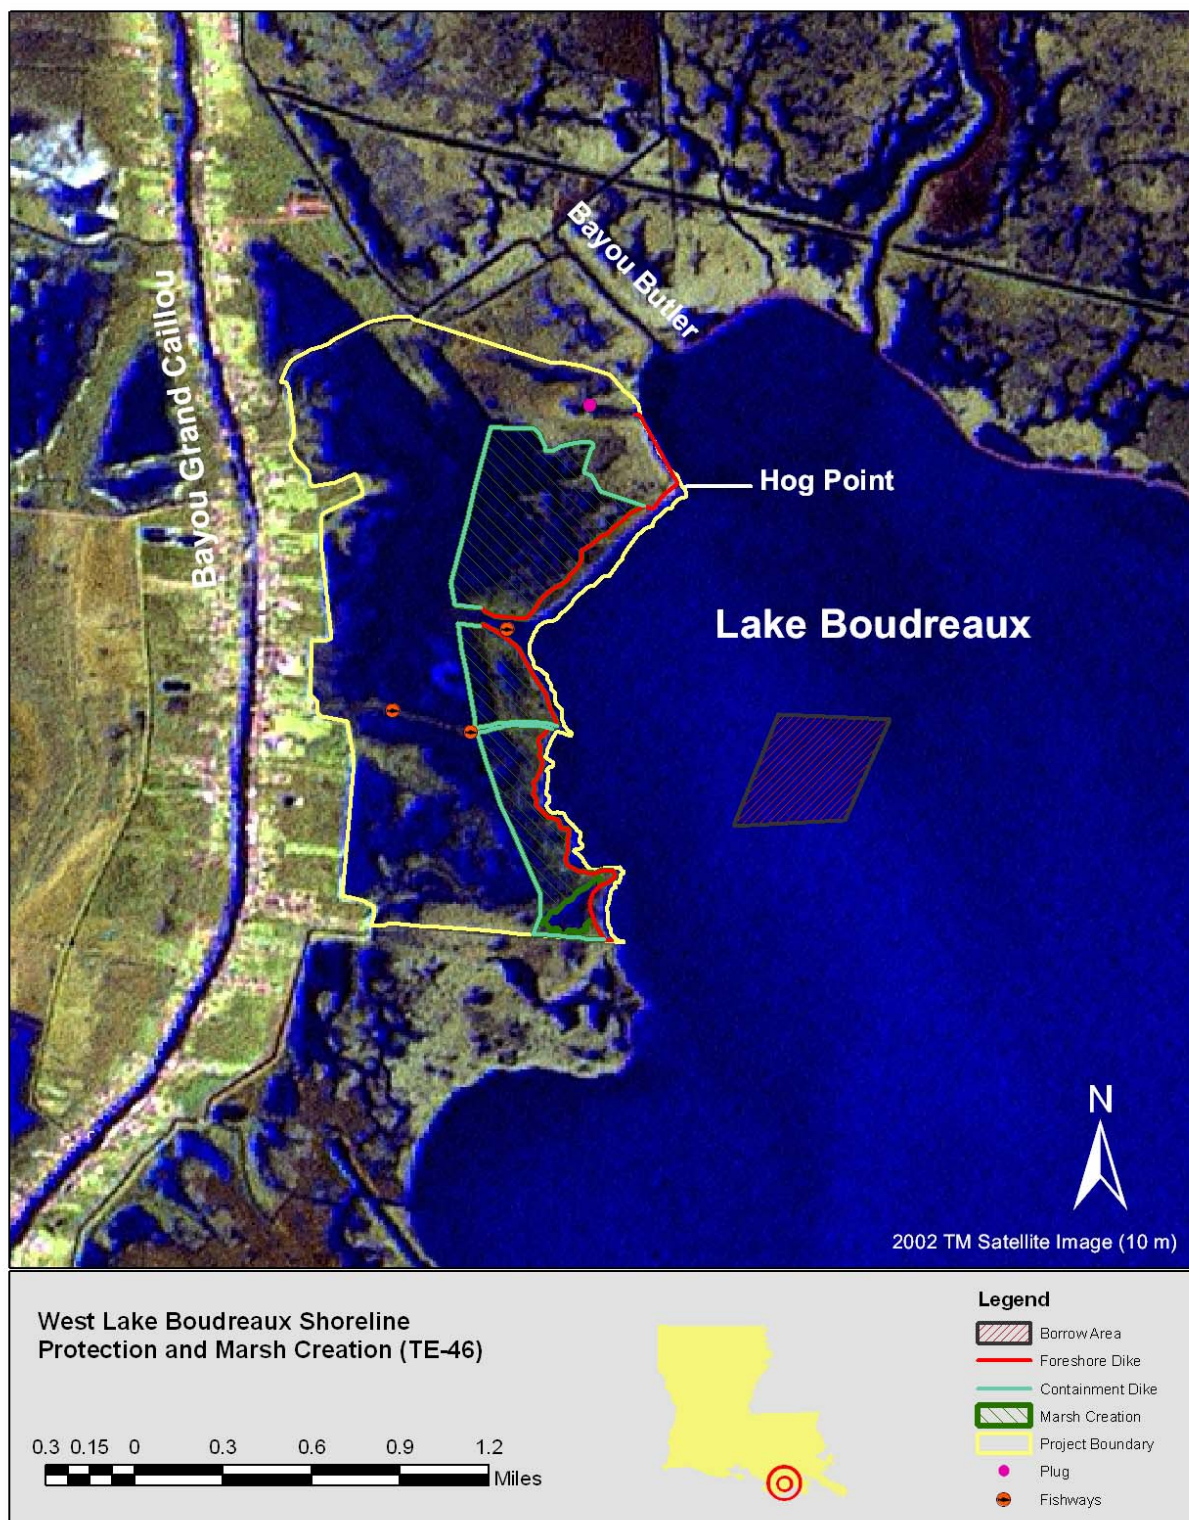 Bayou Butler
Bayou Grand Caillou
Hog Point
Lake Boudreaux
N
2002 TM Satellite Image (10 m)
West Lake Boudreaux Shoreline
Protection and Marsh Creation (TE-46)
0.3 0.15 0 0.3 0.6 0.9 1.2
Miles
Legend
Borrow Area
Foreshore Dike
Containment Dike
Marsh Creation
Project Boundary
Plug
Fishways